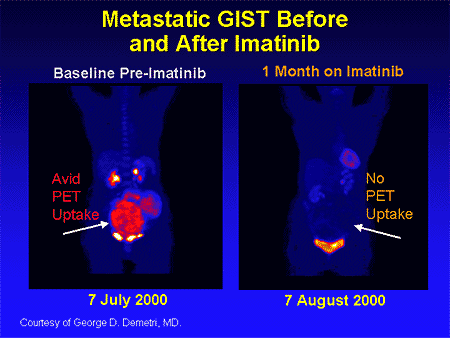 Metastatic GIST Before
and After Imatinib
Baseline Pre-Imatinib
1 Month on Imatinib
Avid
PET
Uptake
No
PET
Uptake
7 July 2000
7 August 2000
Courtesy of George D. Demetri, MD.